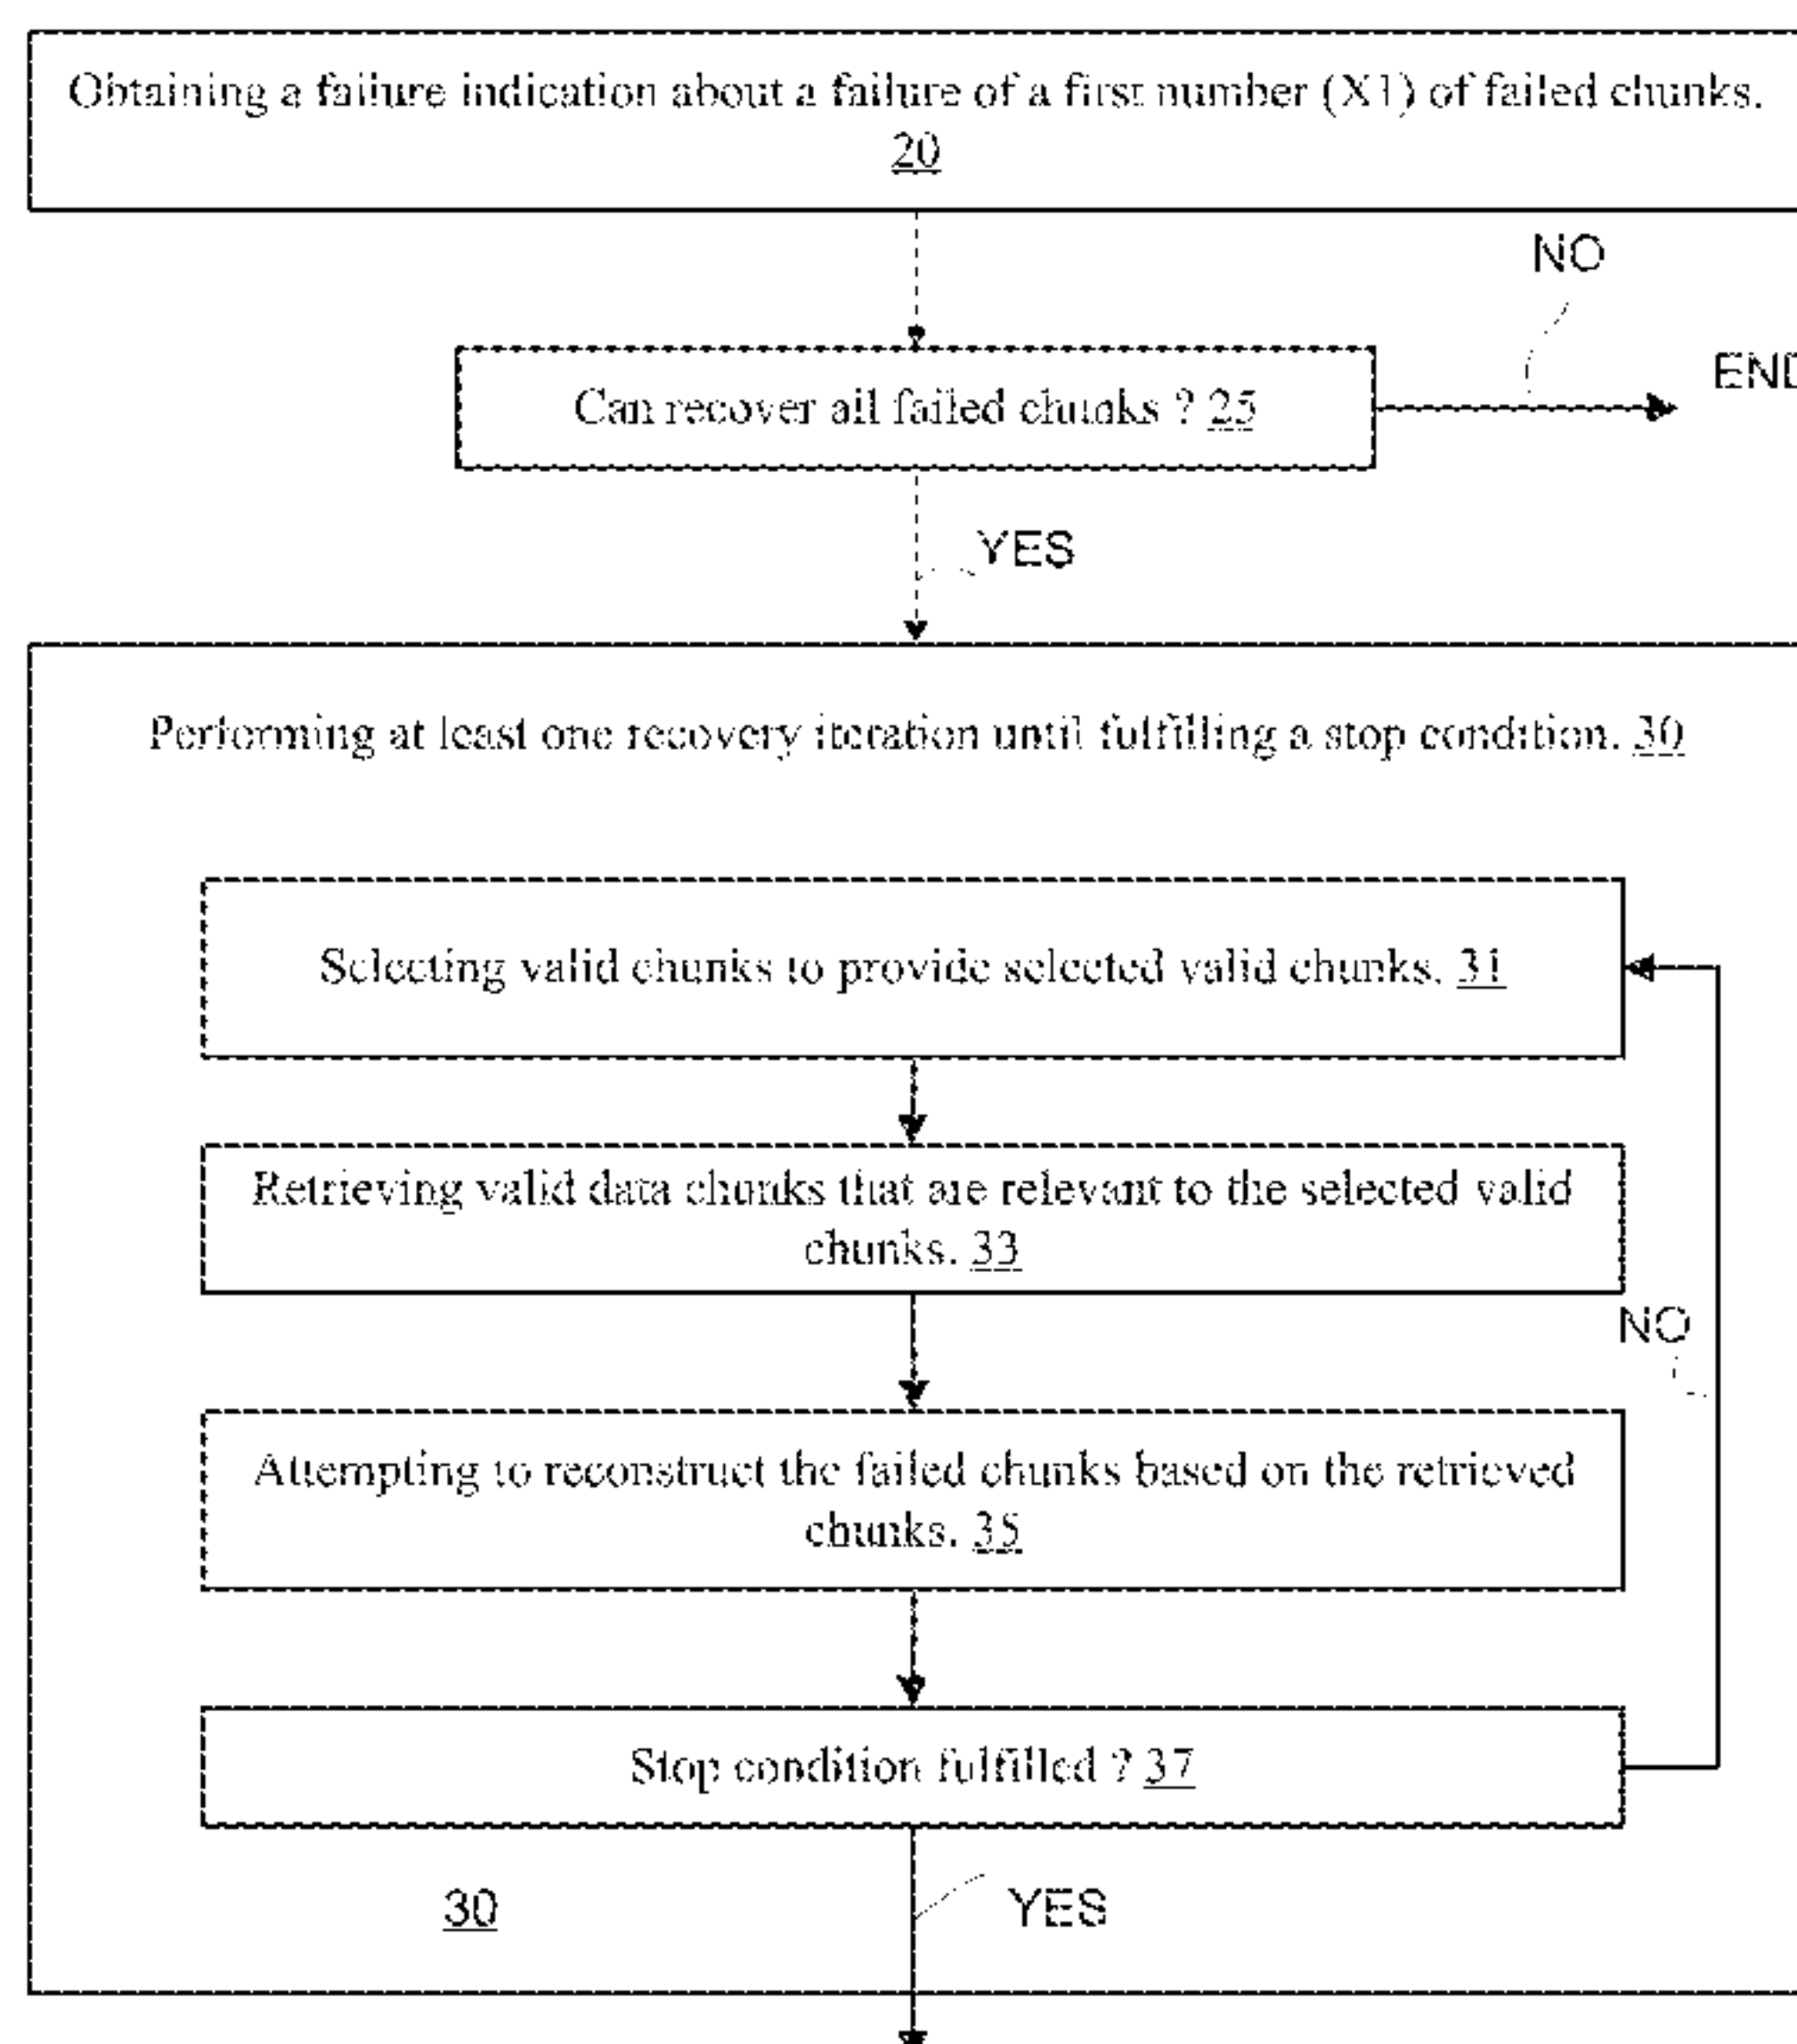 Obtaining a failure indication about a failure of a first number (X1) of failed chunks.
20
NO
END
Can recover all failed chunks ? 25
YES
Performing at least one recovery iteration until fulfilling a stop condition. 30
Selecting valid chunks to provide selected valid chunks. 31
Retrieving valid data chunks that are relevant to the selected valid
chunks. 33
NO
Attempting to reconstruct the failed chunks based on the retrieved
chunks. 35
Stop condition fulfilled ? 37
30
YES